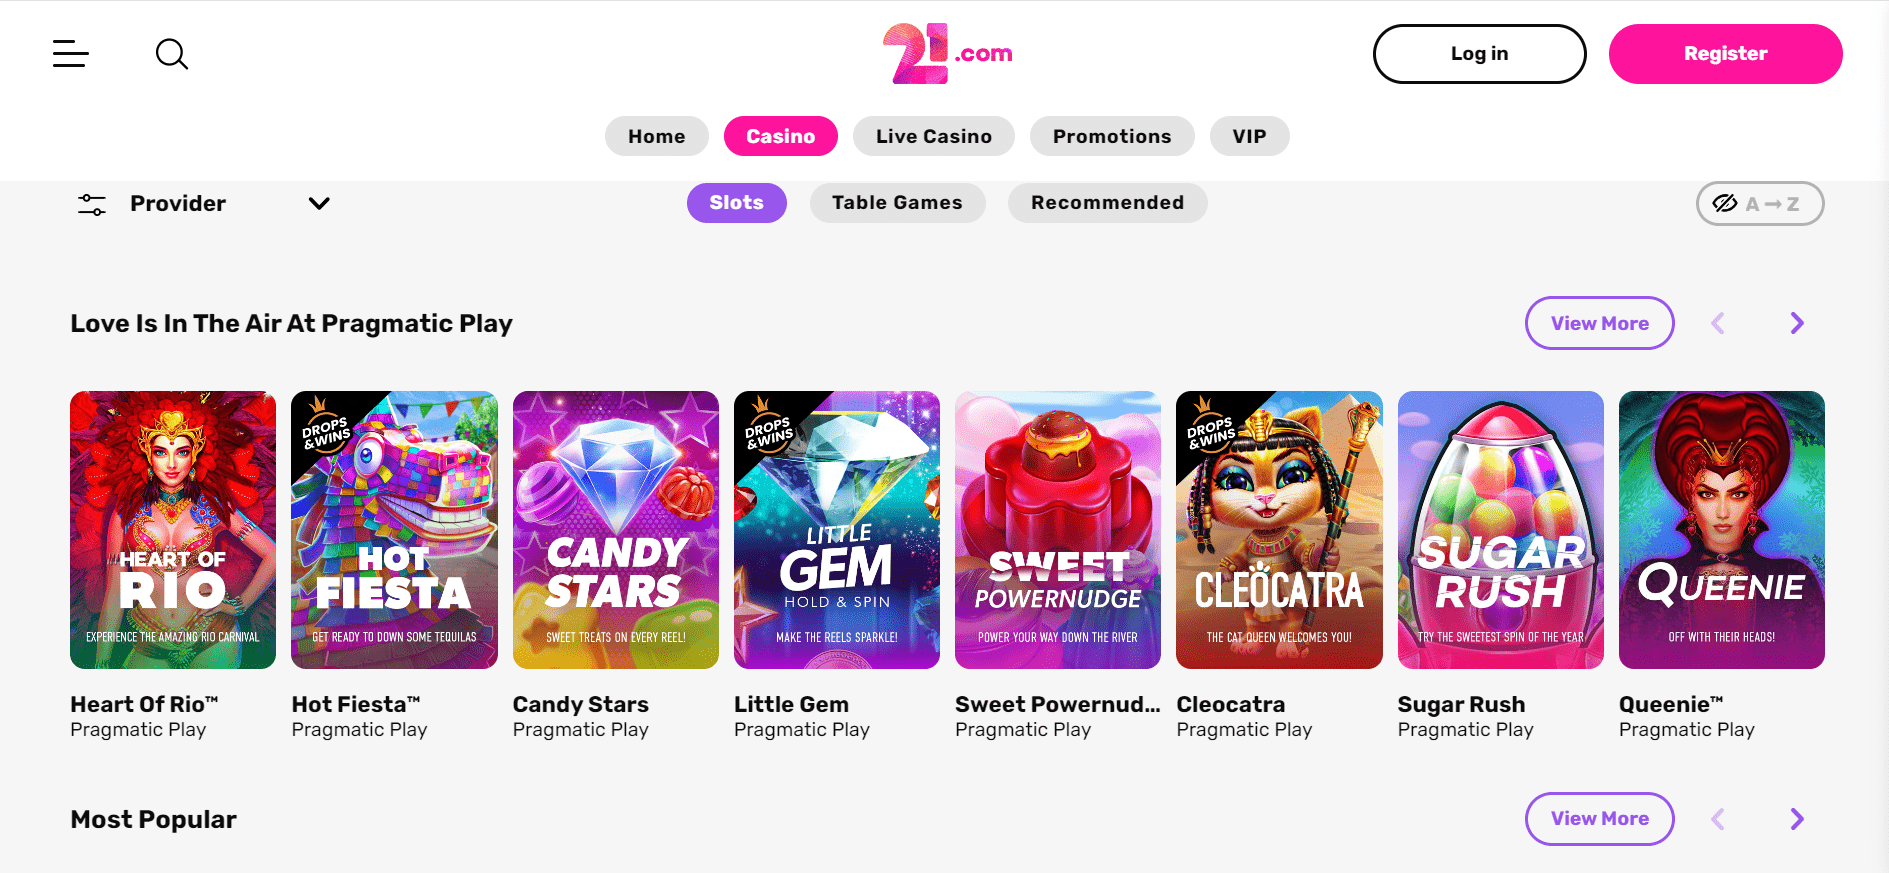 21.com
Log in
Register
Home
Casino
Live Casino
Promotions
VIP
Provider
Slots
Table Games
Recommended
A → Z
Love Is In The Air At Pragmatic Play
View More
HEART OF
RIO
EXPERIENCE THE AMAZING RIO CARNIVAL
DROPS
&WINS
HOT
FIESTA
GET READY TO DOWN SOME TEQUILAS
CANDY
STARS
SWEET TREATS ON EVERY REEL!
DROPS
&WINS
LITTLE
GEM
HOLD & SPIN
MAKE THE REELS SPARKLE!
SWEET
POWERNUDGE
POWER YOUR WAY DOWN THE RIVER
DROPS
&WINS
CLEOCATRA
THE CAT QUEEN WELCOMES YOU!
SUGAR
RUSH
TRY THE SWEETEST SPIN OF THE YEAR
QUEENIE
OFF WITH THEIR HEADS!
Heart Of Rio™
Pragmatic Play
Hot Fiesta™
Pragmatic Play
Candy Stars
Pragmatic Play
Little Gem
Pragmatic Play
Sweet Powernud...
Pragmatic Play
Cleocatra
Pragmatic Play
Sugar Rush
Pragmatic Play
Queenie™
Pragmatic Play
Most Popular
View More